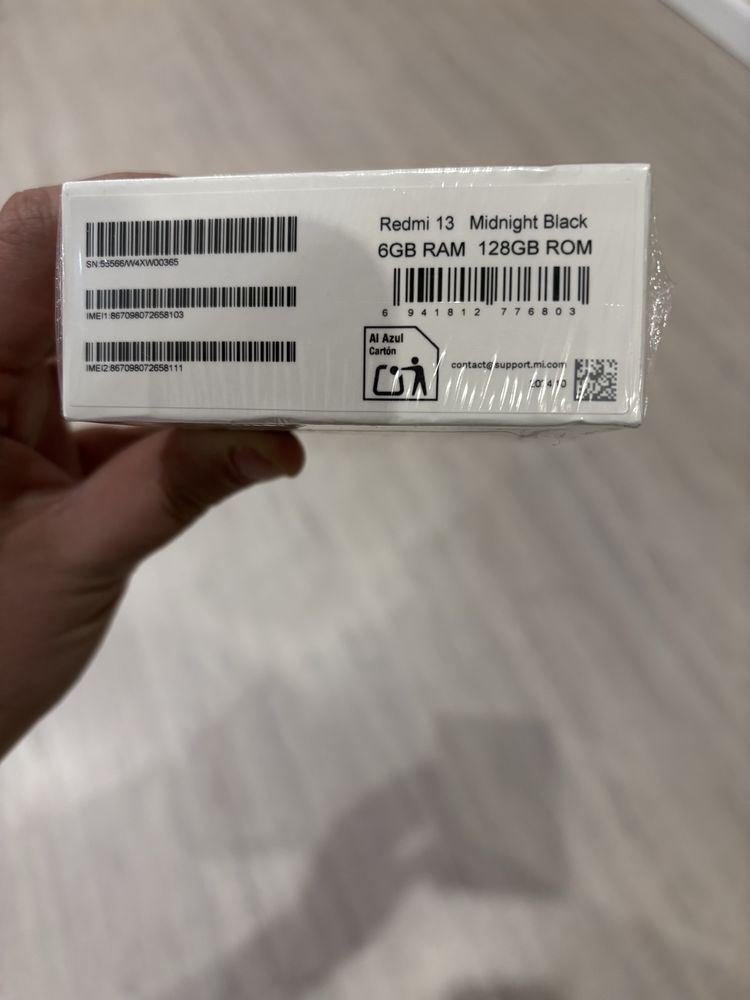 Redmi 13 Midnight Black
6GB RAM 128GB ROM
SN:55566/W4XW00365
6 941812 776803
IMEI1:867098072658103
Al Azul
Cartón
IMEI2:867098072658111
contact@support.mi.com